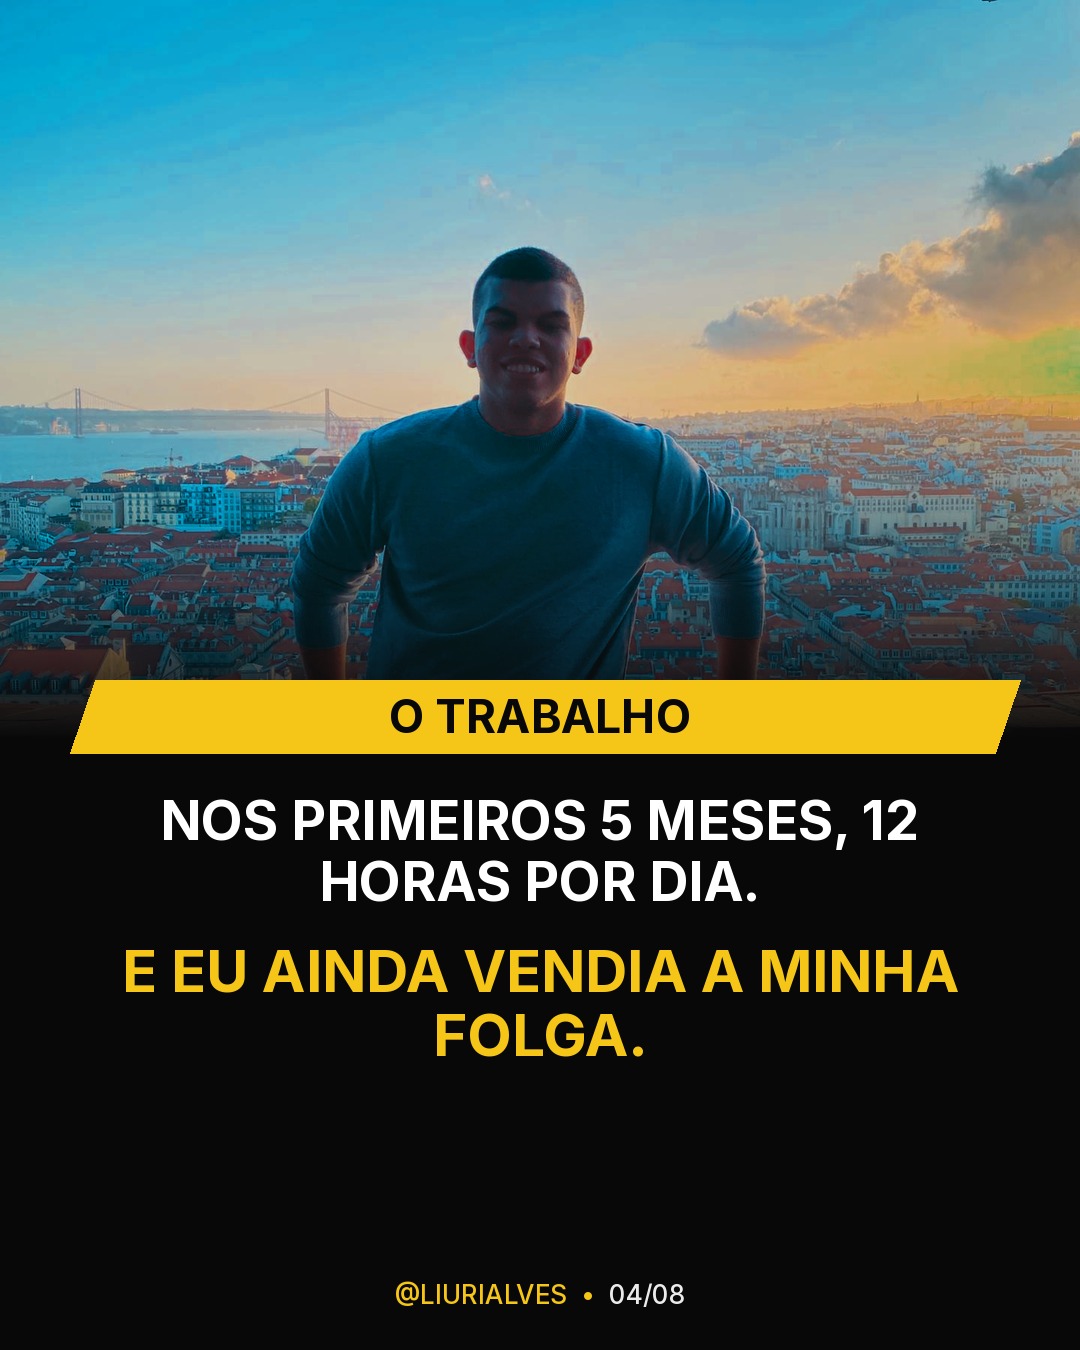 O TRABALHO
NOS PRIMEIROS 5 MESES, 12
HORAS POR DIA.
E EU AINDA VENDIA A MINHA
FOLGA.
@LIURIALVES • 04/08